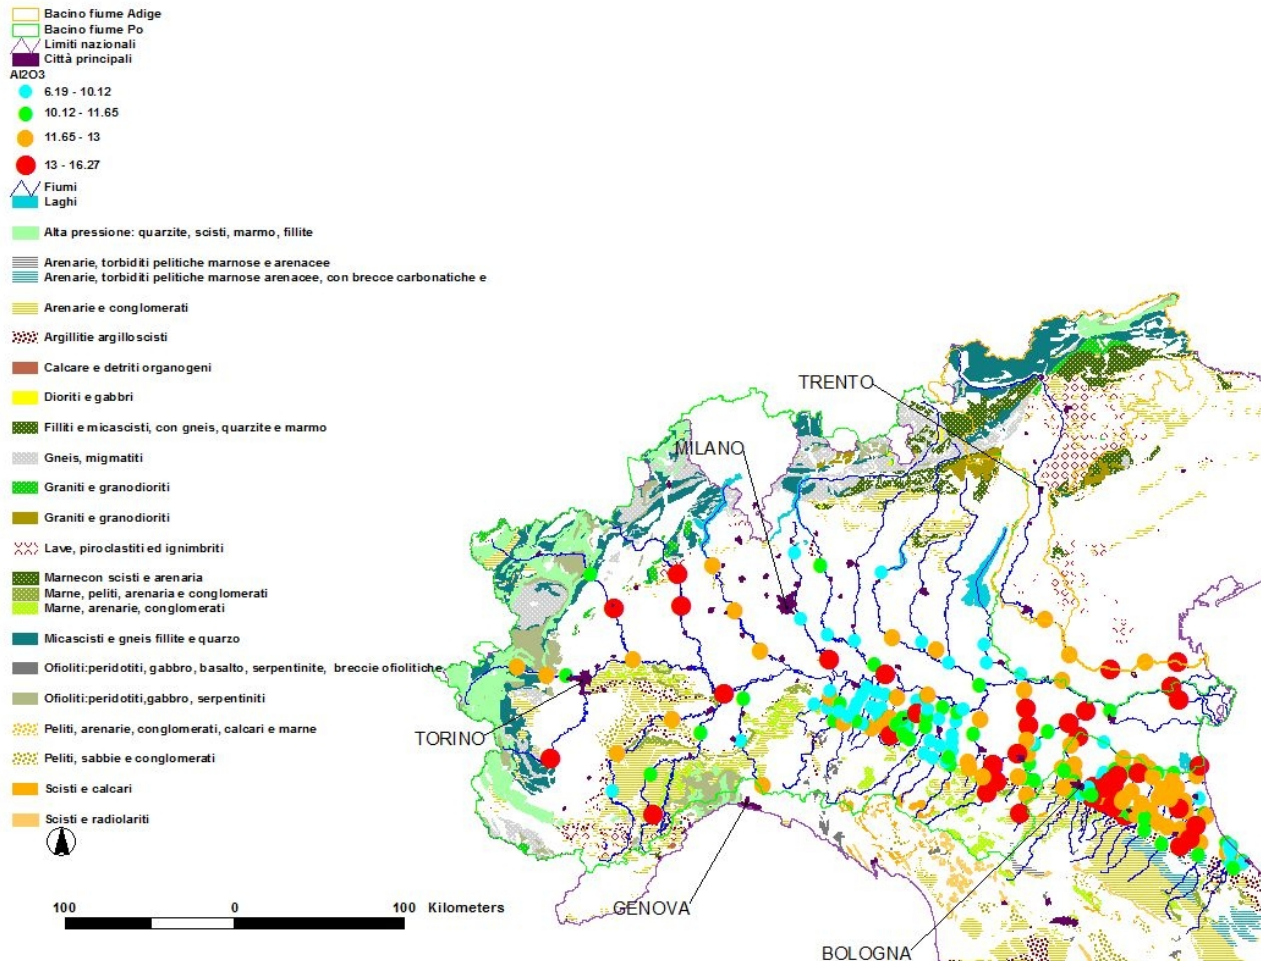 Bacino fiume Adige
Bacino fiume Po
Limiti nazionali
Città principali
Al2O3
6.19 - 10.12
10.12 - 11.65
11.65 - 13
13 - 16.27
Fiumi
Laghi
Alta pressione: quarzite, scisti, marmo, fillite
Arenarie, torbiditi pelitiche marnose e arenacee
Arenarie, torbiditi pelitiche marnose arenacee, con brecce carbonatiche e
Arenarie e conglomerati
Argillitie argilloscisti
Calcare e detriti organogeni
Dioriti e gabbri
Filliti e micascisti, con gneis, quarzite e marmo
Gneis, migmatiti
Graniti e granodioriti
Graniti e granodioriti
Lave, piroclastiti ed ignimbriti
Marnecon scisti e arenaria
Marne, peliti, arenaria e conglomerati
Marne, arenarie, conglomerati
Micascisti e gneis fillite e quarzo
Ofioliti:peridotiti, gabbro, basalto, serpentinite, breccie ofiolitiche
Ofioliti:peridotiti,gabbro, serpentiniti
Peliti, arenarie, conglomerati, calcari e marne
Peliti, sabbie e conglomerati
Scisti e calcari
Scisti e radiolariti
100 0 100 Kilometers
TRENTO
MILANO
TORINO
GENOVA
BOLOGNA